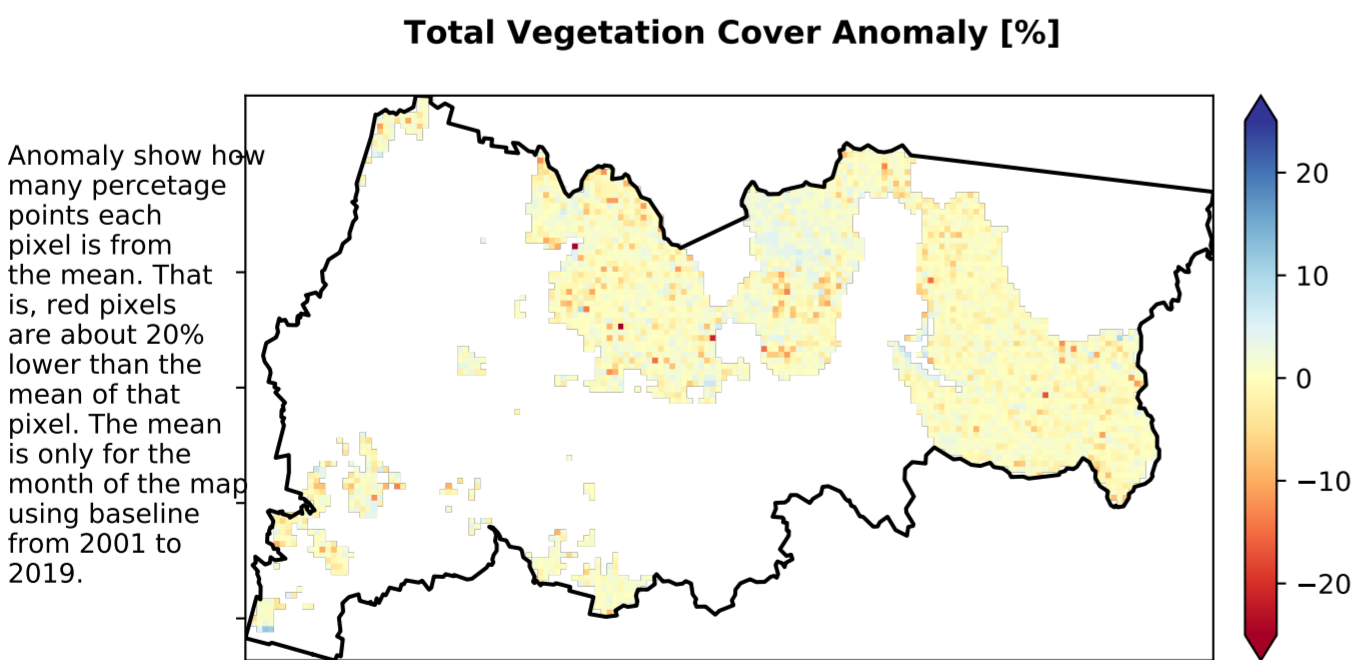 Total Vegetation Cover Anomaly [%]
Anomaly show how
many percetage
points each
pixel is from
the mean. That
is, red pixels
are about 20%
lower than the
mean of that
pixel. The mean
is only for the
month of the map
using baseline
from 2001 to
2019.
20
10
0
−10
−20